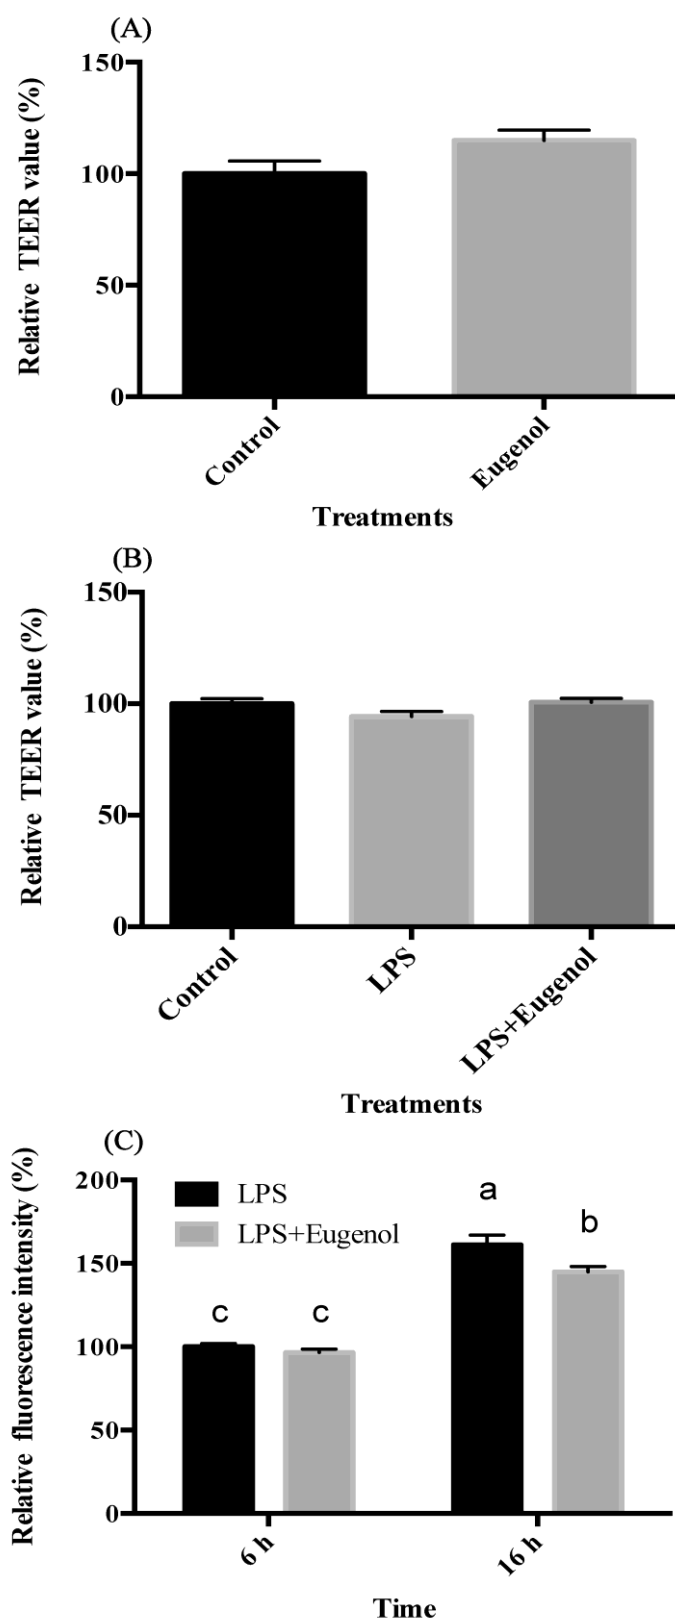 (A)
Relative TEER value (%)
150
100
50
0
Control
Eugenol
Treatments
(B)
Relative TEER value (%)
150
100
50
0
Control
LPS
LPS+Eugenol
Treatments
(C)
Relative fluorescence intensity (%)
200
150
100
50
0
LPS
LPS+Eugenol
c
c
a
b
6 h
16 h
Time